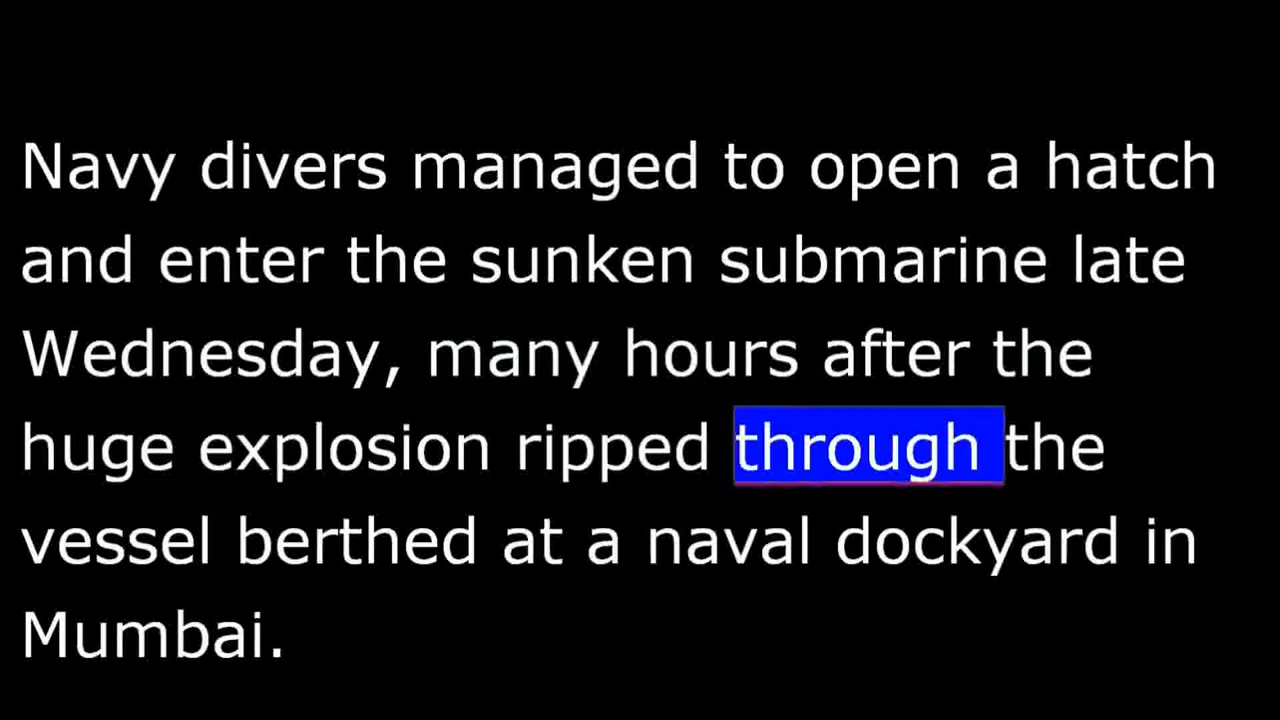 Navy divers managed to open a hatch
and enter the sunken submarine late
Wednesday, many hours after the
huge explosion ripped through the
vessel berthed at a naval dockyard in
Mumbai.